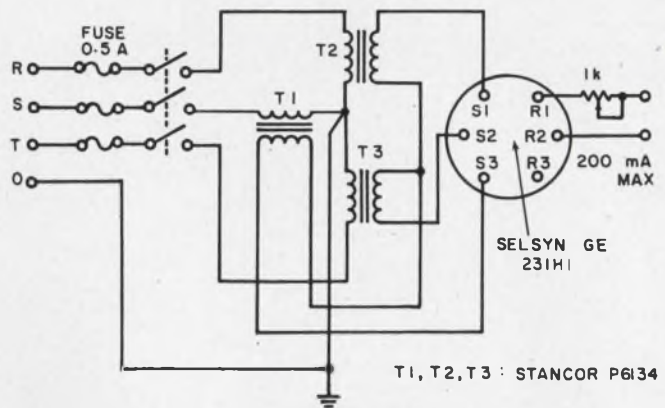 FUSE
0.5 A
R
S
T
O
T1
T2
T3
S1
S2
S3
R1
R2
R3
1k
200 mA
MAX
SELSYN GE
231H1
T1, T2, T3 : STANCOR P6134